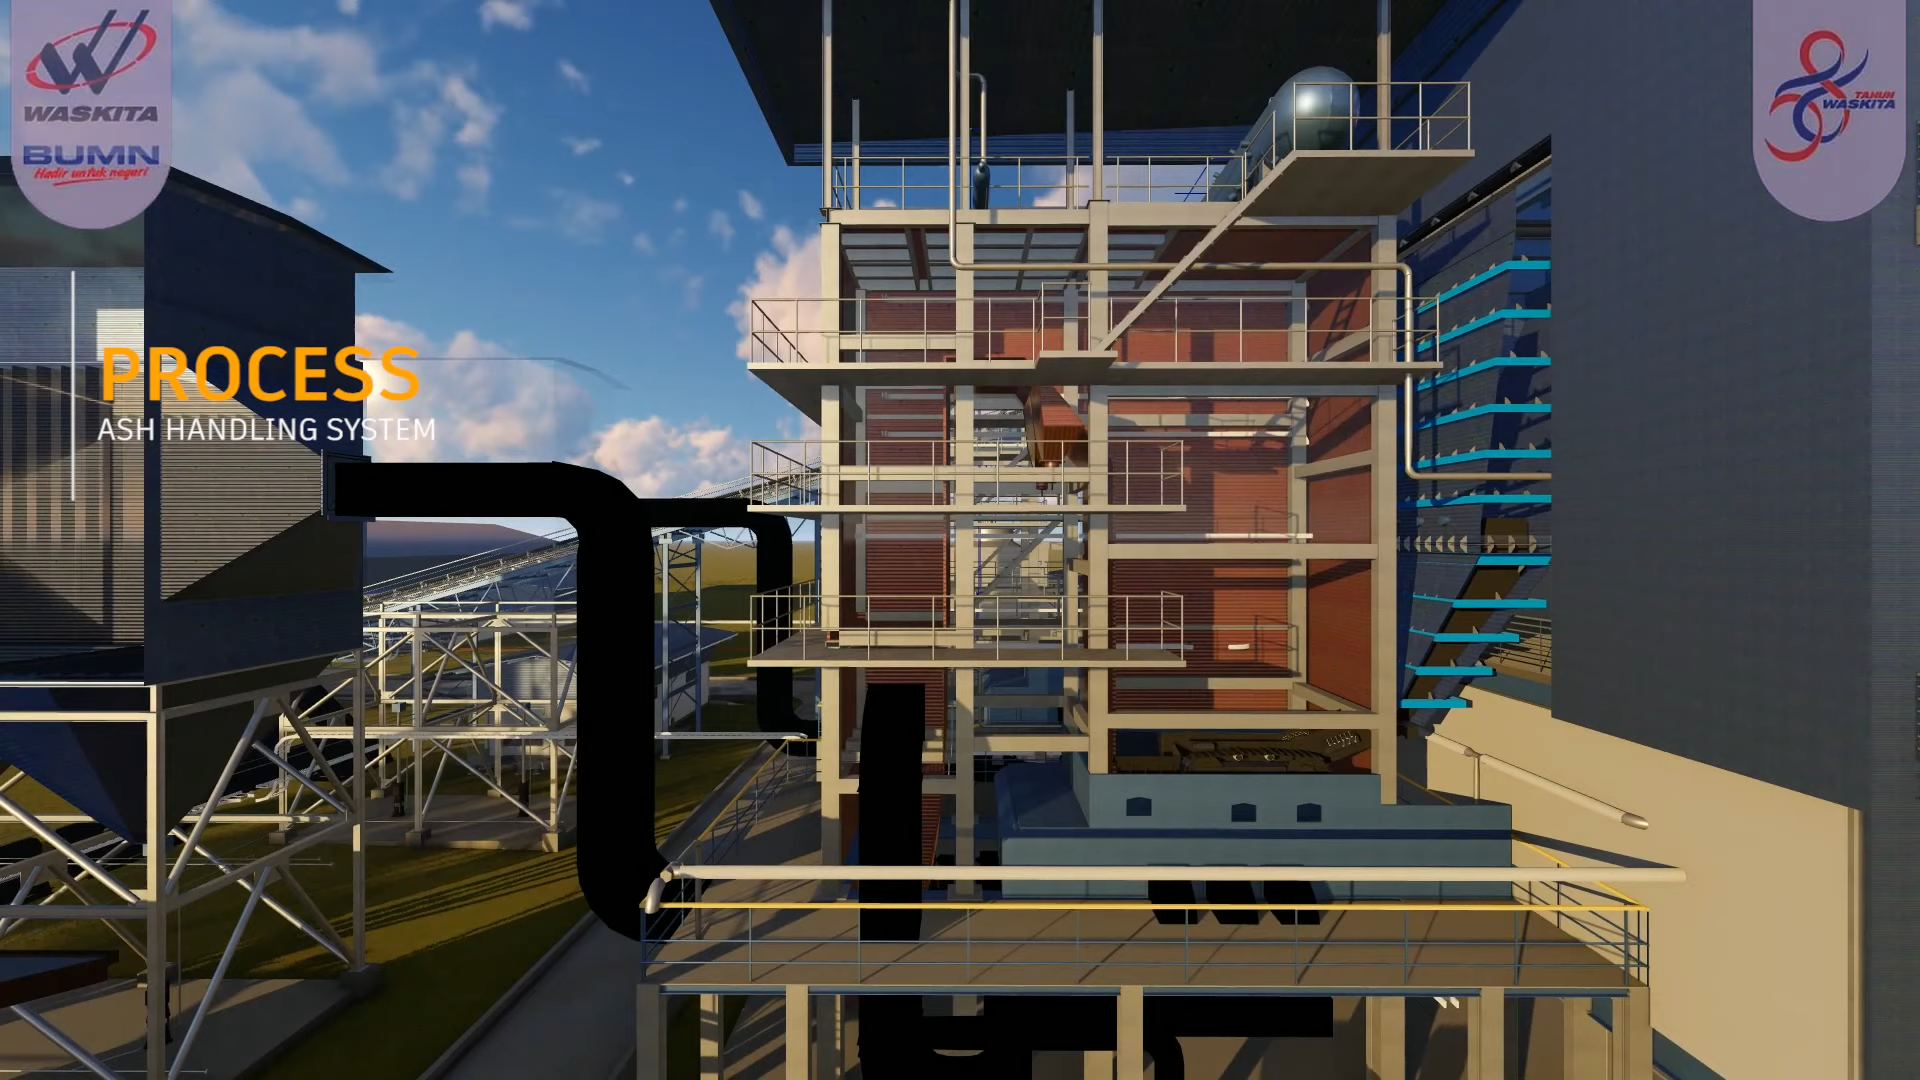 WASKITA
BUMN
Hadir untuk negeri
TAHUN
WASKITA
PROCESS
ASH HANDLING SYSTEM